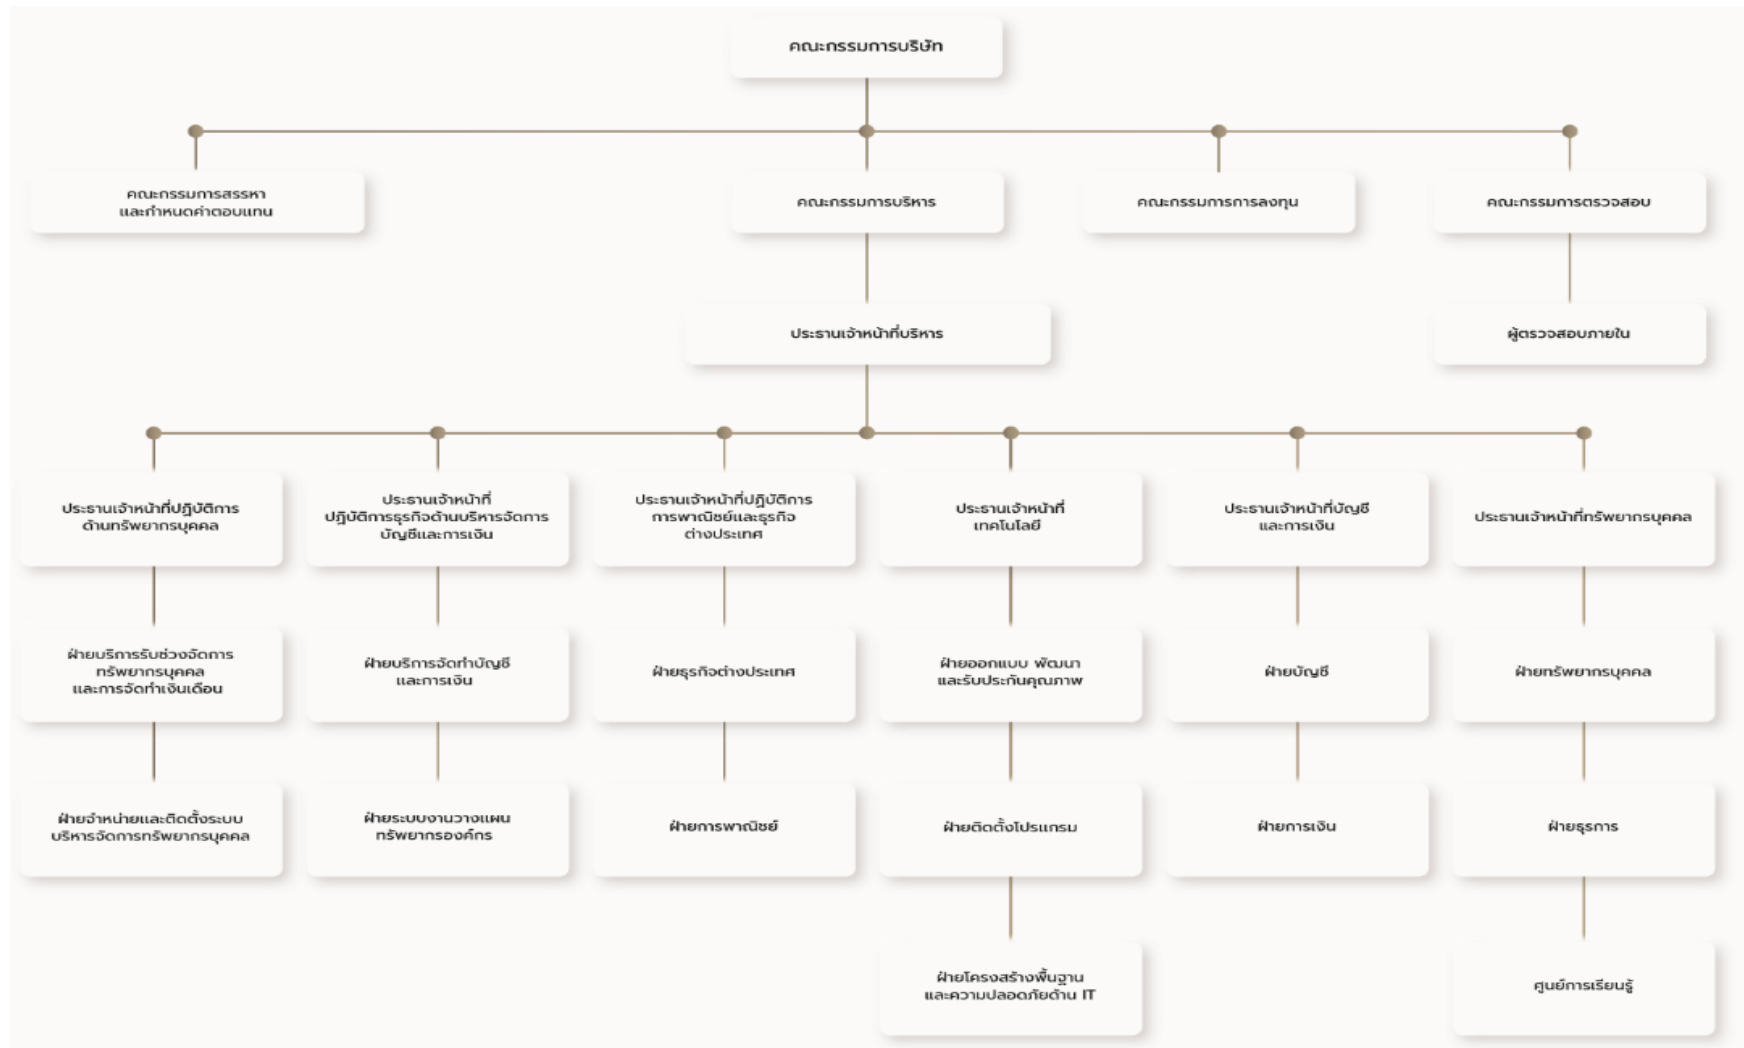 คณะกรรมการบริษัท
คณะกรรมการสรรหา
และกำหนดค่าตอบแทน
คณะกรรมการบริหาร
คณะกรรมการการลงทุน
คณะกรรมการตรวจสอบ
ประธานเจ้าหน้าที่บริหาร
ผู้ตรวจสอบภายใน
ประธานเจ้าหน้าที่ปฏิบัติการ
ด้านทรัพยากรบุคคล
ประธานเจ้าหน้าที่
ปฏิบัติการธุรกิจด้านบริหารจัดการ
บัญชีและการเงิน
ประธานเจ้าหน้าที่ปฏิบัติการ
การพาณิชย์และธุรกิจ
ต่างประเทศ
ประธานเจ้าหน้าที่
เทคโนโลยี
ประธานเจ้าหน้าที่บัญชี
และการเงิน
ประธานเจ้าหน้าที่ทรัพยากรบุคคล
ฝ่ายบริการรับช่วงจัดการ
ทรัพยากรบุคคล
และการจัดทำเงินเดือน
ฝ่ายบริการจัดทำบัญชี
และการเงิน
ฝ่ายธุรกิจต่างประเทศ
ฝ่ายออกแบบ พัฒนา
และรับประกันคุณภาพ
ฝ่ายบัญชี
ฝ่ายทรัพยากรบุคคล
ฝ่ายจำหน่ายและติดตั้งระบบ
บริหารจัดการทรัพยากรบุคคล
ฝ่ายระบบงานวางแผน
ทรัพยากรองค์กร
ฝ่ายการพาณิชย์
ฝ่ายติดตั้งโปรแกรม
ฝ่ายการเงิน
ฝ่ายธุรการ
ฝ่ายโครงสร้างพื้นฐาน
และความปลอดภัยด้าน IT
ศูนย์การเรียนรู้